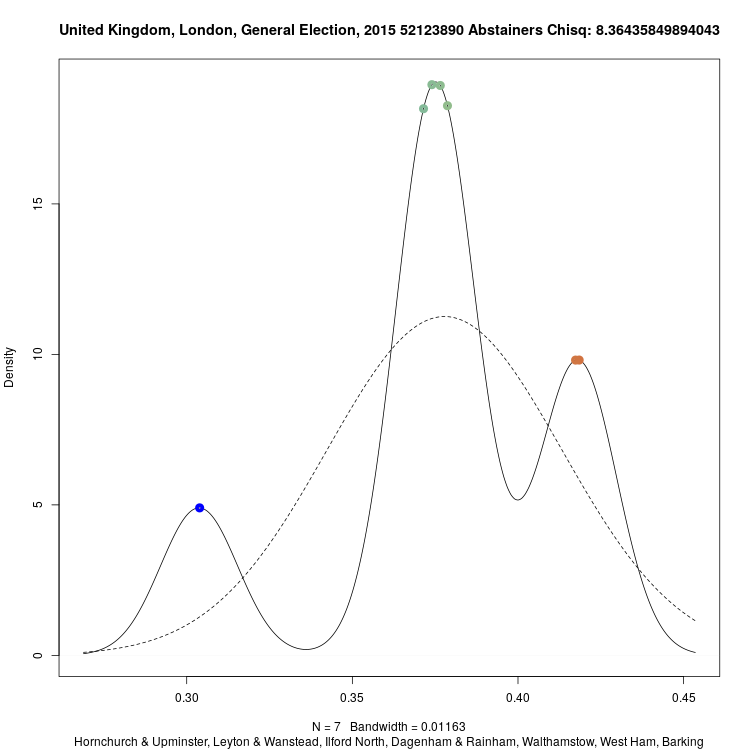 United Kingdom, London, General Election, 2015 52123890 Abstainers Chisq: 8.36435849894043
Density
15
10
5
0
0.30 0.35 0.40 0.45
N = 7 Bandwidth = 0.01163
Hornchurch & Upminster, Leyton & Wanstead, Ilford North, Dagenham & Rainham, Walthamstow, West Ham, Barking